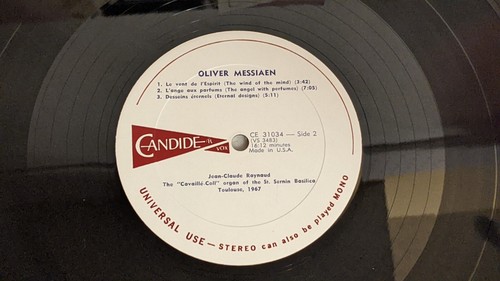 OLIVER MESSIAEN
1. Le vent de l'Esprit (The wind of the mind) (3:42)
2. L'ange aux parfums (The angel with perfumes) (7:05)
3. Desseins éternels (Eternal designs) (5:11)
CANDIDE
VOX
CE 31034 — Side 2
(VS 3483)
16:12 minutes
Made in U.S.A.
Jean-Claude Raynaud
The "Cavaillé-Coll" organ of the St. Sernin Basilica
Toulouse, 1967
UNIVERSAL USE — STEREO can also be played MONO